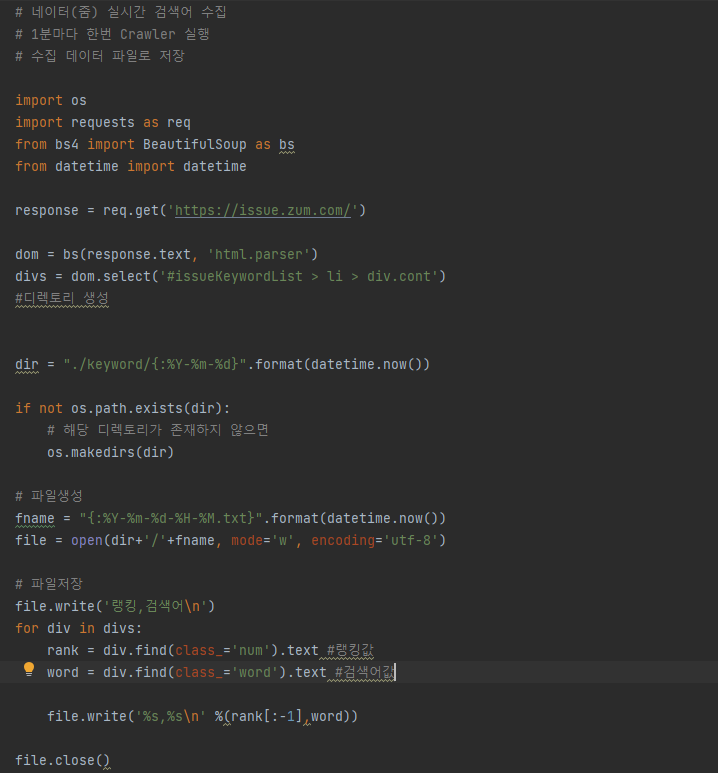 # 네이터(줌) 실시간 검색어 수집
# 1분마다 한번 Crawler 실행
# 수집 데이터 파일로 저장
import os
import requests as req
from bs4 import BeautifulSoup as bs
from datetime import datetime
response = req.get('https://issue.zum.com/')
dom = bs(response.text, 'html.parser')
divs = dom.select('#issueKeywordList > li > div.cont')
#디렉토리 생성
dir = "./keyword/{:%Y-%m-%d}".format(datetime.now())
if not os.path.exists(dir):
    # 해당 디렉토리가 존재하지 않으면
    os.makedirs(dir)
# 파일생성
fname = "{:%Y-%m-%d-%H-%M.txt}".format(datetime.now())
file = open(dir+'/'+fname, mode='w', encoding='utf-8')
# 파일저장
file.write('랭킹,검색어\n')
for div in divs:
    rank = div.find(class_='num').text #랭킹값
    word = div.find(class_='word').text #검색어값
    file.write('%s,%s\n' %(rank[:-1],word))
file.close()